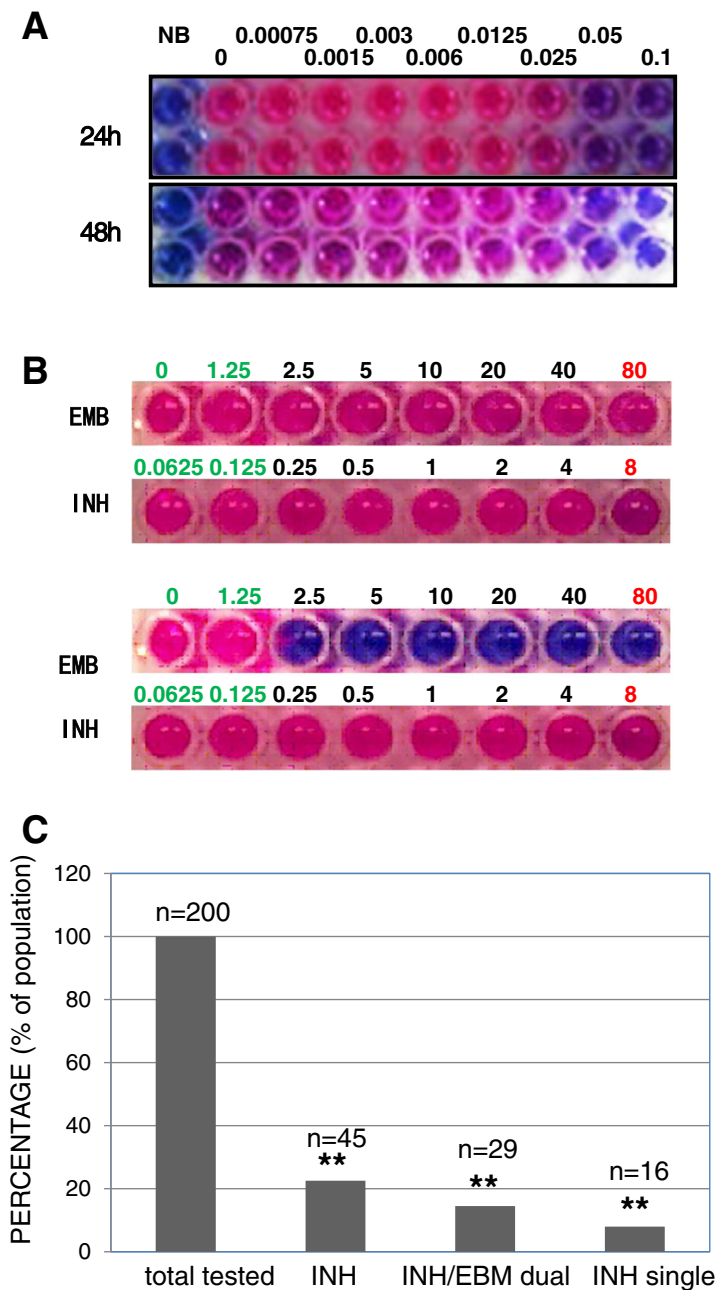 A
NB 0.00075 0.003 0.0125 0.05
0 0.0015 0.006 0.025 0.1
24h
48h
B
0 1.25 2.5 5 10 20 40 80
EMB
0.0625 0.125 0.25 0.5 1 2 4 8
INH
0 1.25 2.5 5 10 20 40 80
EMB
0.0625 0.125 0.25 0.5 1 2 4 8
INH
C
PERCENTAGE (% of population)
120
100
80
60
40
20
0
n=200
n=45
**
n=29
**
n=16
**
total tested INH INH/EBM dual INH single